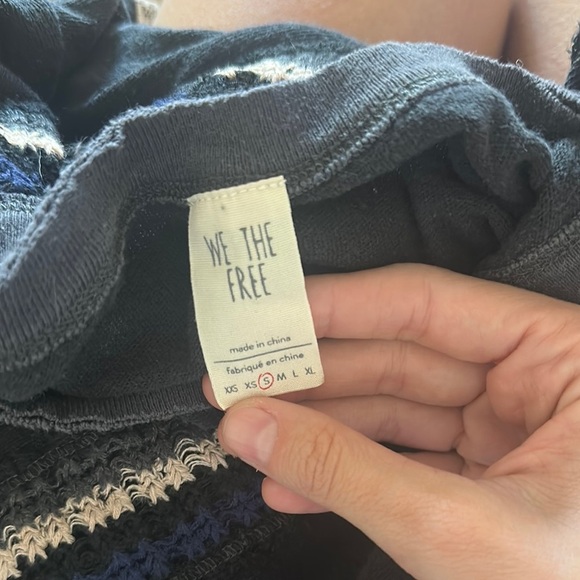 WE THE
FREE
made in china
fabriqué en chine
XXS XS S M L XL